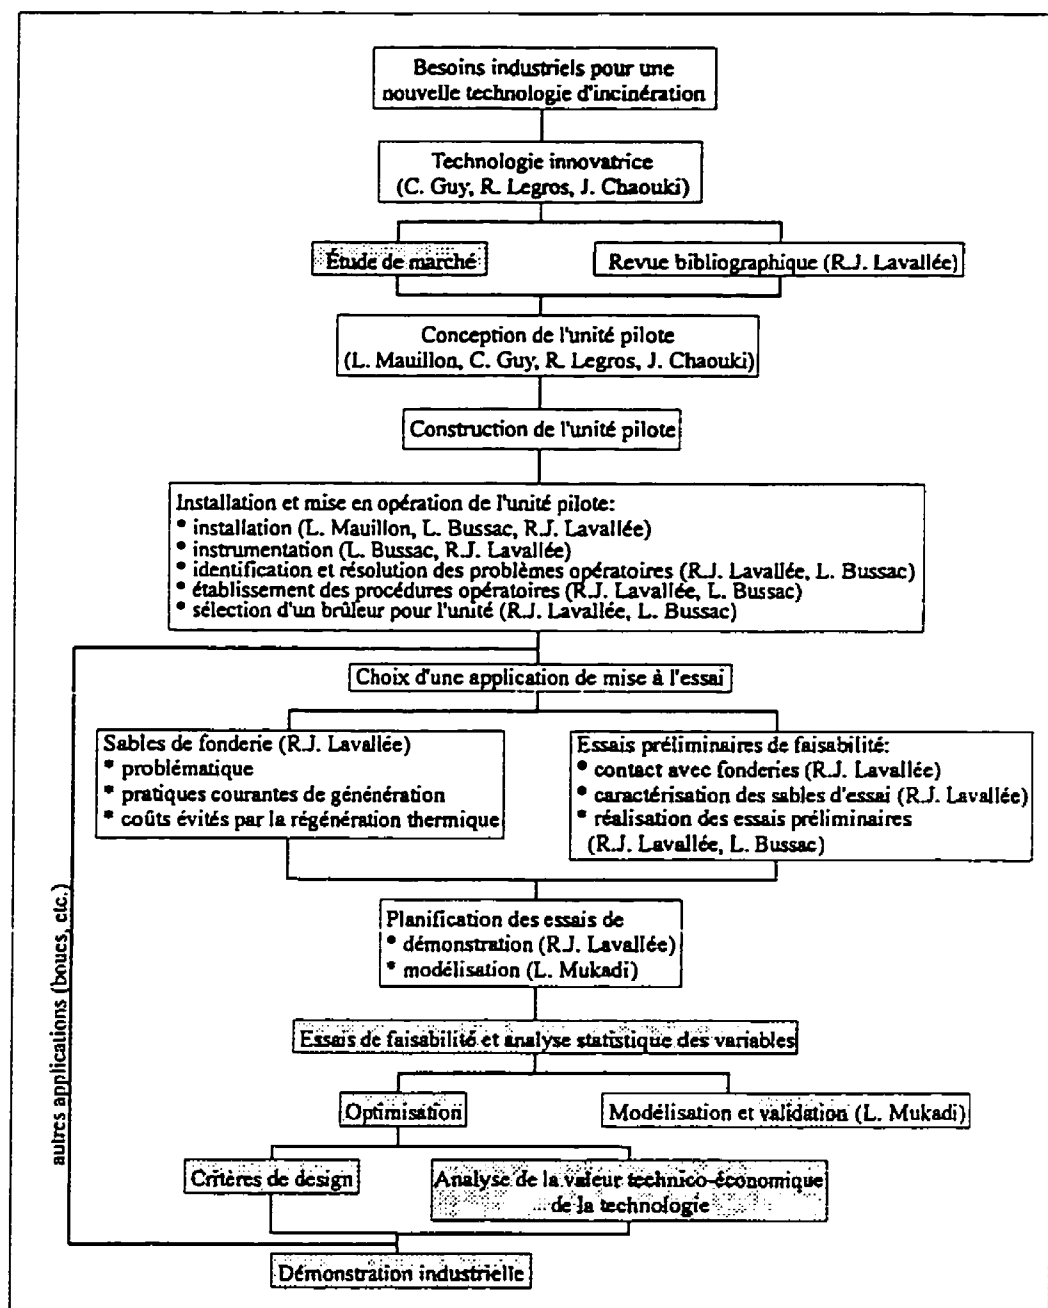 Besoins industriels pour une
nouvelle technologie d'incinération
Technologie innovatrice
(C. Guy, R. Legros, J. Chaouki)
Étude de marché
Revue bibliographique (R.J. Lavallée)
Conception de l'unité pilote
(L. Mauillon, C. Guy, R. Legros, J. Chaouki)
Construction de l'unité pilote
Installation et mise en opération de l'unité pilote:
* installation (L. Mauillon, L. Bussac, R.J. Lavallée)
* instrumentation (L. Bussac, R.J. Lavallée)
* identification et résolution des problèmes opératoires (R.J. Lavallée, L. Bussac)
* établissement des procédures opératoires (R.J. Lavallée, L. Bussac)
* sélection d'un brûleur pour l'unité (R.J. Lavallée, L. Bussac)
Choix d'une application de mise à l'essai
Sables de fonderie (R.J. Lavallée)
* problématique
* pratiques courantes de génénération
* coûts évités par la régénération thermique
Essais préliminaires de faisabilité:
* contact avec fonderies (R.J. Lavallée)
* caractérisation des sables d'essai (R.J. Lavallée)
* réalisation des essais préliminaires
(R.J. Lavallée, L. Bussac)
autres applications (boues, etc.)
Planification des essais de
* démonstration (R.J. Lavallée)
* modélisation (L. Mukadi)
Essais de faisabilité et analyse statistique des variables
Optimisation
Modélisation et validation (L. Mukadi)
Critères de design
Analyse de la valeur technico-économique
de la technologie
Démonstration industrielle